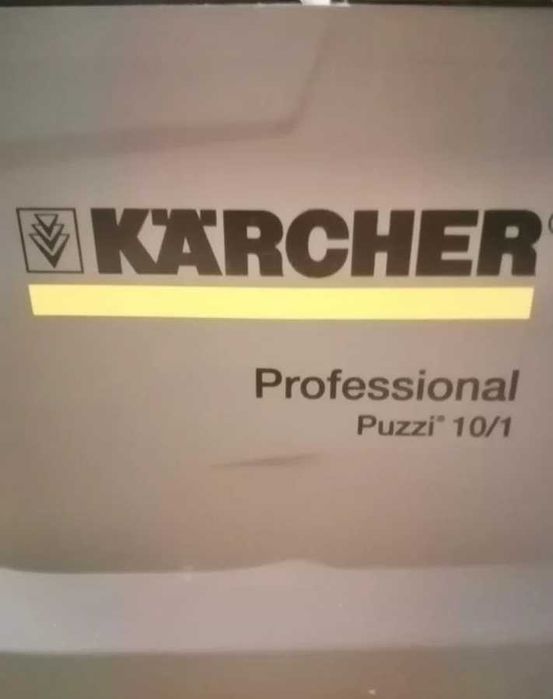 KÄRCHER
Professional
Puzzi® 10/1